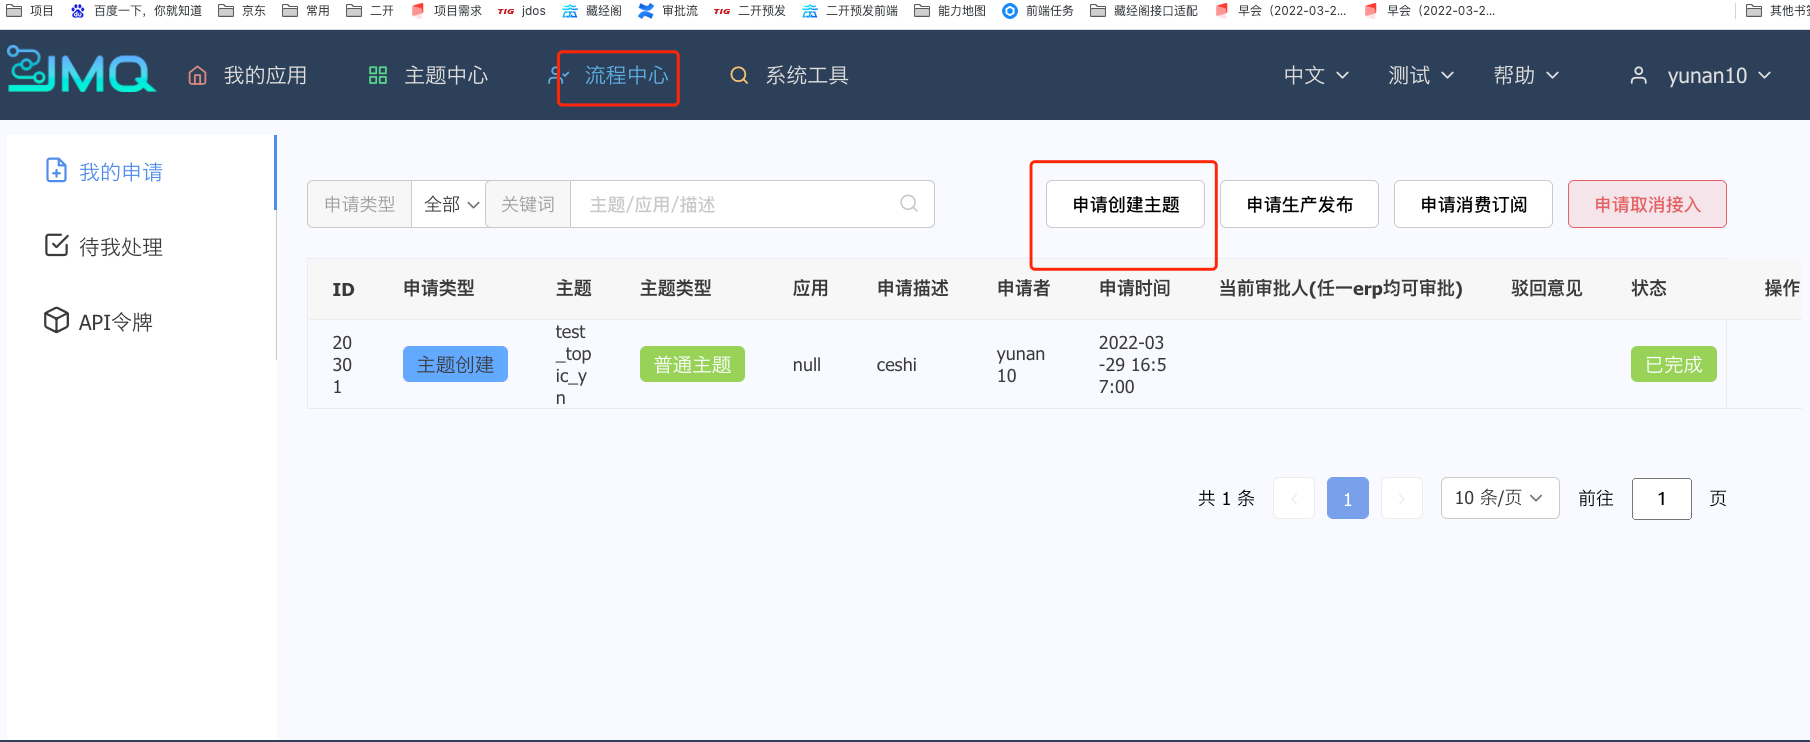 项目 百度一下，你就知道 京东 常用 二开 项目需求 TIG jdos 藏经阁 审批流 TIG 二开预发 二开预发前端 能力地图 前端任务 藏经阁接口适配 早会（2022-03-2... 早会（2022-03-2... 其他书签
JMQ 我的应用 主题中心 流程中心 系统工具 中文 测试 帮助 yunan10
我的申请
待我处理
API令牌
申请类型 全部 关键词 主题/应用/描述 申请创建主题 申请生产发布 申请消费订阅 申请取消接入
ID 申请类型 主题 主题类型 应用 申请描述 申请者 申请时间 当前审批人(任一erp均可审批) 驳回意见 状态 操作
20301 主题创建 test_topic_yn 普通主题 null ceshi yunan10 2022-03-29 16:57:00 已完成
共 1 条 1 10 条/页 前往 1 页